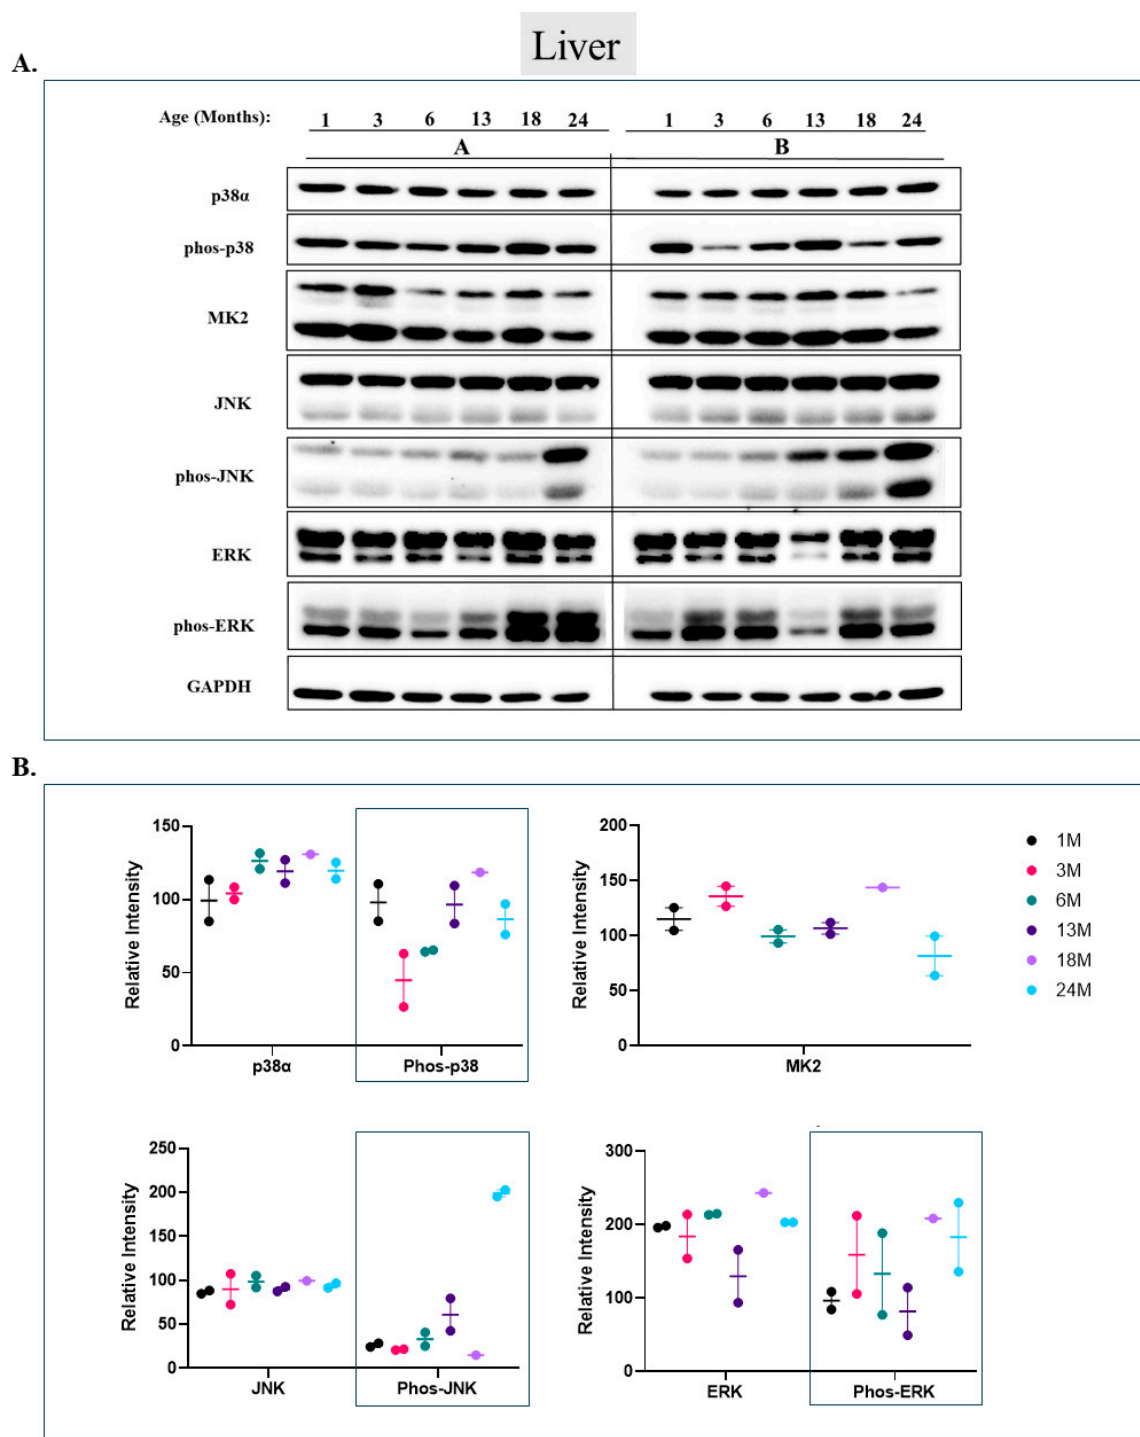 Liver
A.
Age (Months): 1 3 6 13 18 24 1 3 6 13 18 24
A B
p38α
phos-p38
MK2
JNK
phos-JNK
ERK
phos-ERK
GAPDH
B.
Relative Intensity
150
100
50
0
p38α Phos-p38
Relative Intensity
200
150
100
50
0
MK2
1M
3M
6M
13M
18M
24M
Relative Intensity
250
200
150
100
50
0
JNK Phos-JNK
Relative Intensity
300
200
100
0
ERK Phos-ERK